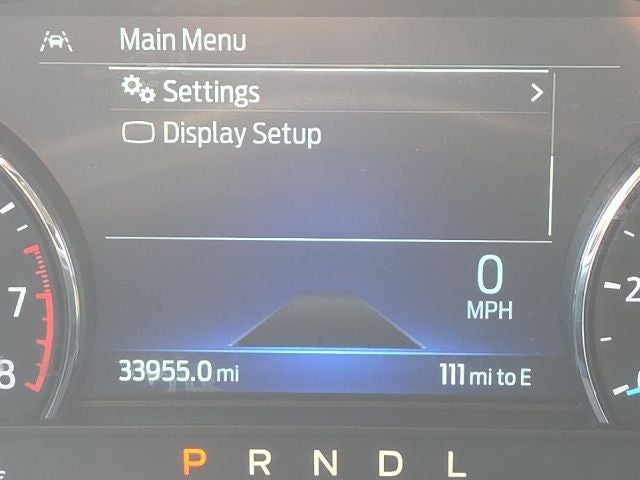 Main Menu
Settings
Display Setup
0
MPH
7
8
2
33955.0 mi
111 mi to E
P R N D L